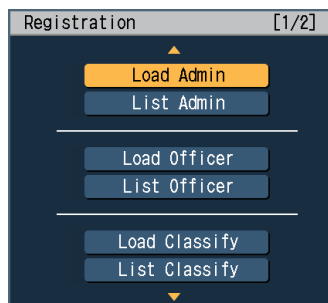 Registration [1/2]
Load Admin
List Admin
Load Officer
List Officer
Load Classify
List Classify